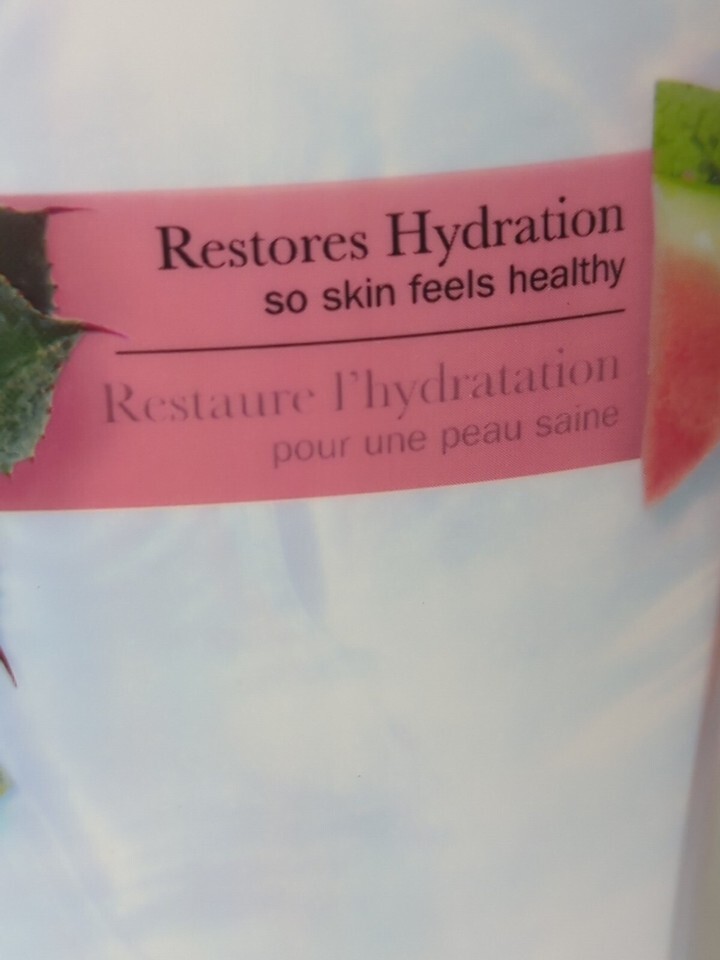 Restores Hydration
so skin feels healthy
Restaure l'hydratation
pour une peau saine